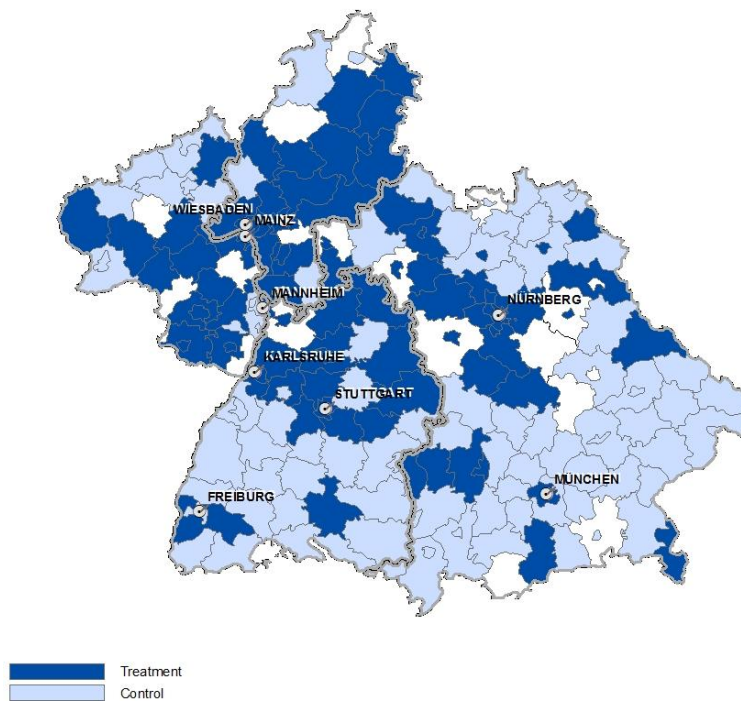 WIESBADEN
MAINZ
MANNHEIM
NÜRNBERG
KARLSRUHE
STUTTGART
MÜNCHEN
FREIBURG
Treatment
Control